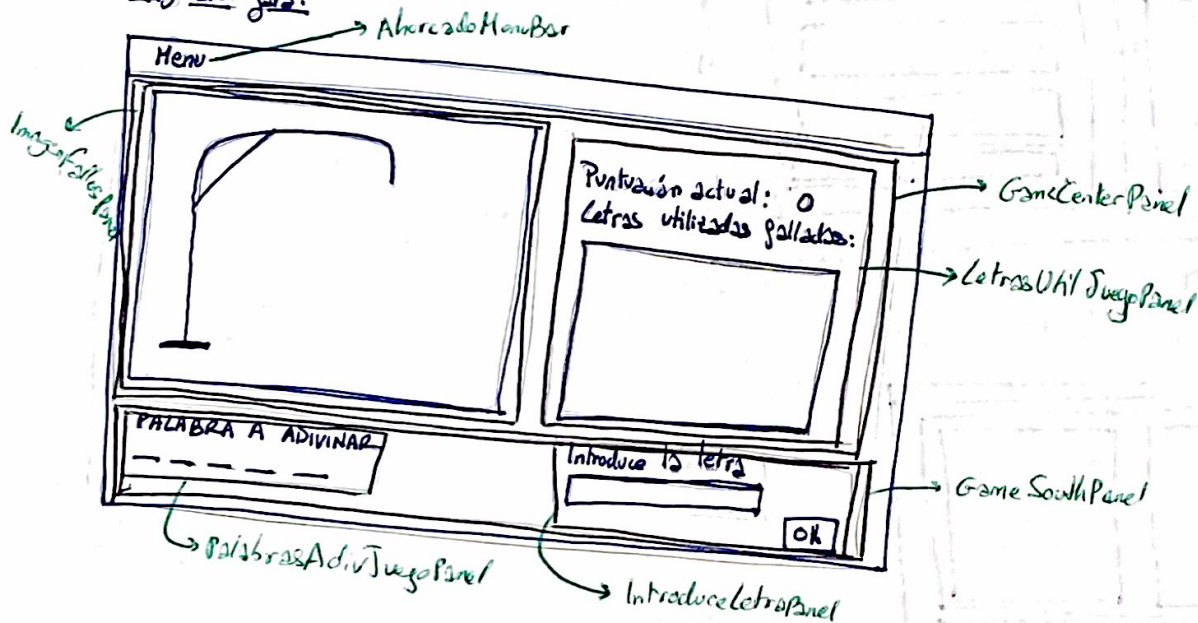 AhorcadoMenuBar
Menu
ImagenFallosPanel
Puntuación actual: 0
Letras utilizadas falladas:
GameCenterPanel
LetrasUtilJuegoPanel
PALABRA A ADIVINAR
_ _ _ _ _
Introduce la letra
OK
GameSouthPanel
PalabrasAdivJuegoPanel
IntroduceLetraPanel